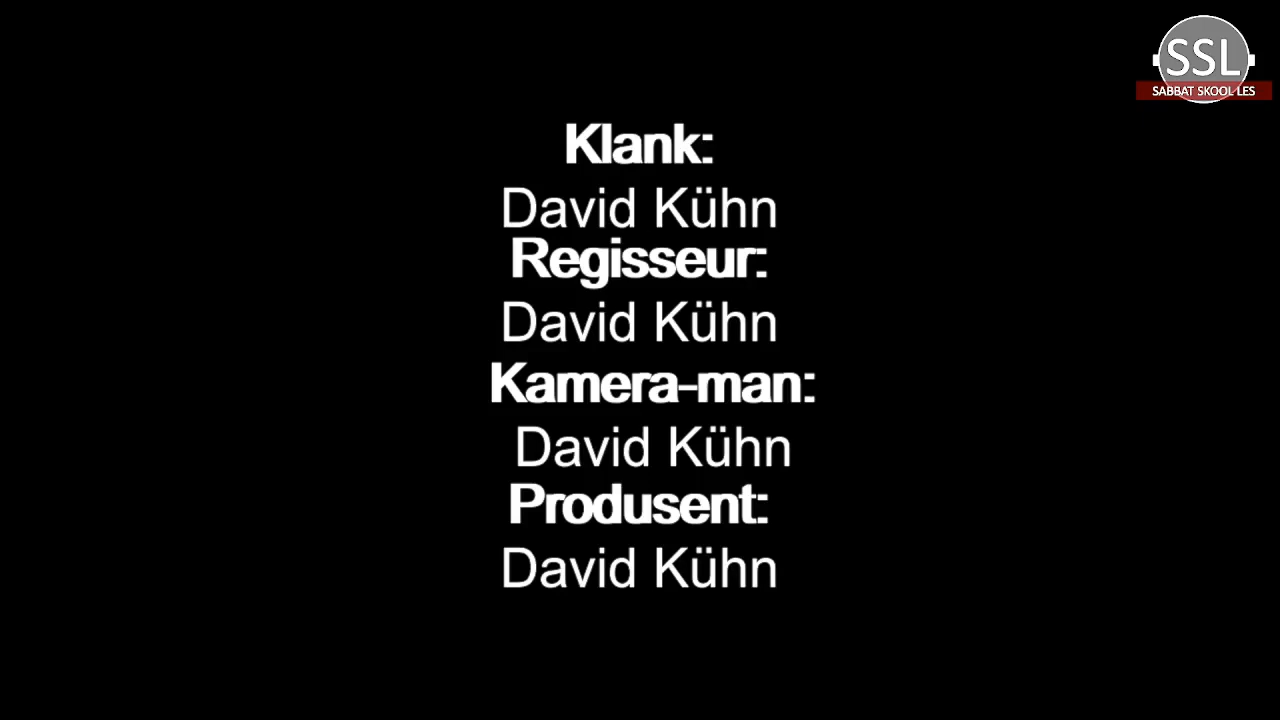 SSL
SABBAT SKOOL LES
Klank:
David Kühn
Regisseur:
David Kühn
Kamera-man:
David Kühn
Produsent:
David Kühn